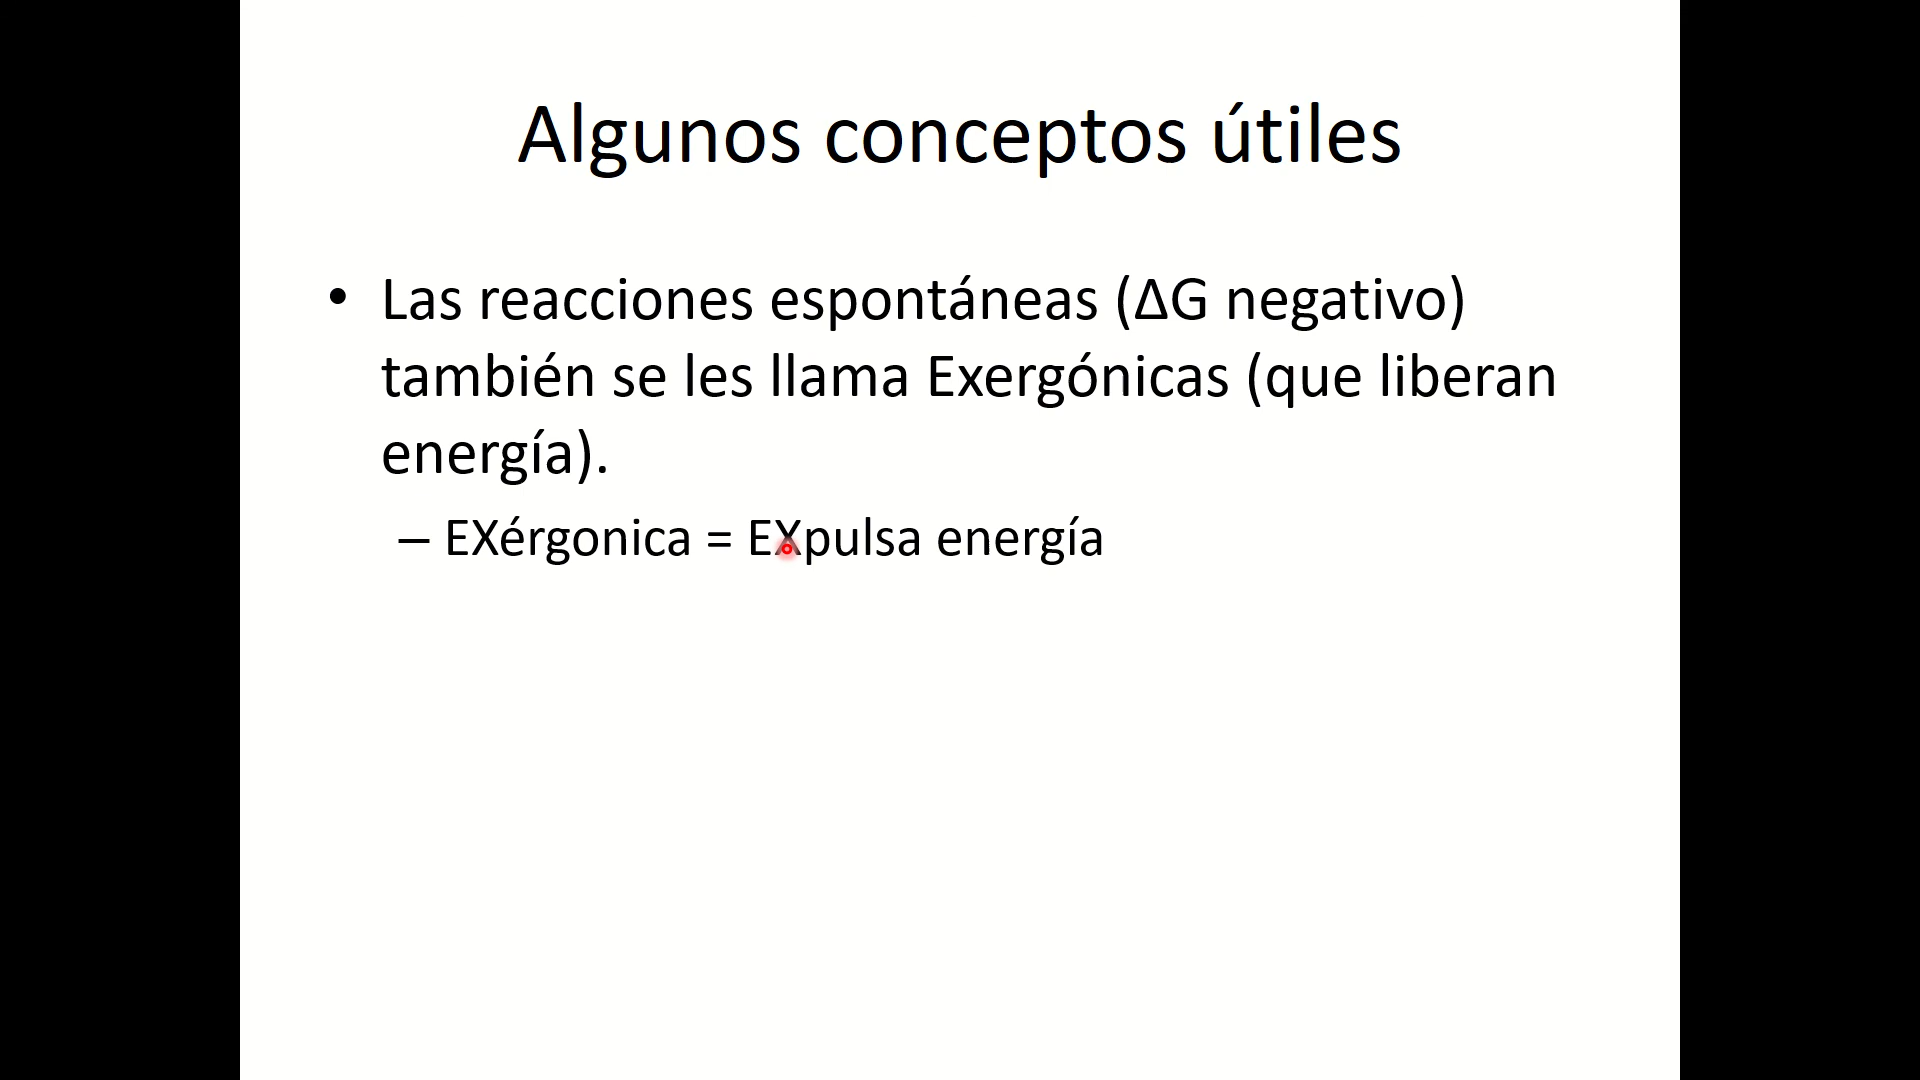 Algunos conceptos útiles
• Las reacciones espontáneas (ΔG negativo)
también se les llama Exergónicas (que liberan
energía).
– EXérgonica = EXpulsa energía